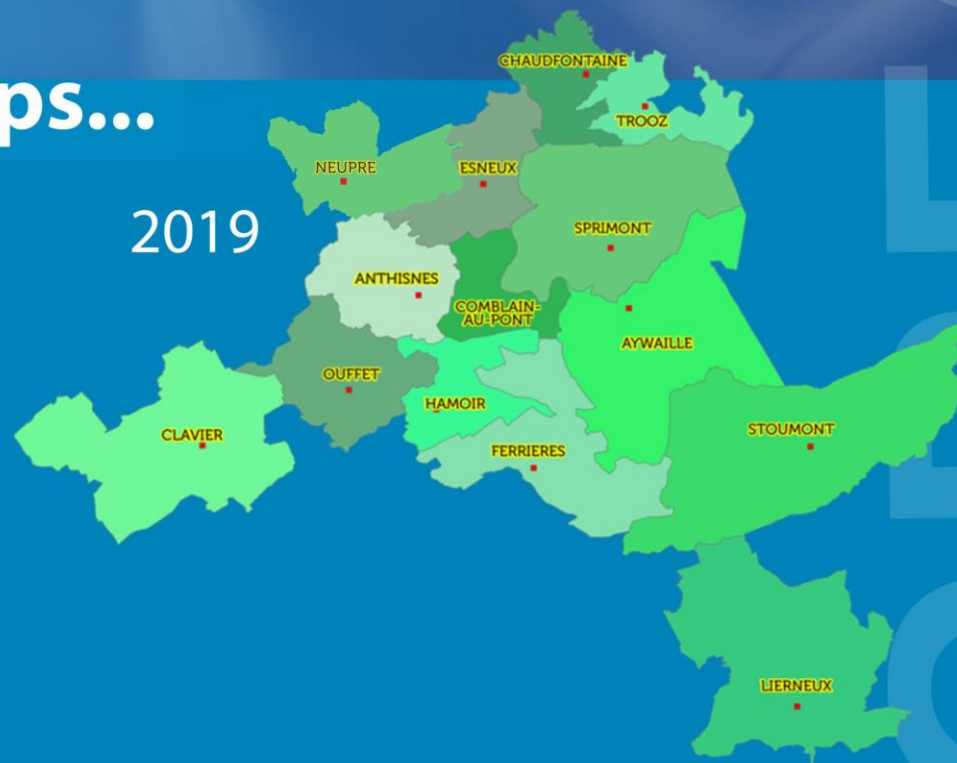 ps...
2019
CHAUDFONTAINE
TROOZ
NEUPRE
ESNEUX
SPRIMONT
ANTHISNES
COMBLAIN-
AU-PONT
AYWAILLE
OUFFET
HAMOIR
CLAVIER
FERRIERES
STOUMONT
LIERNEUX